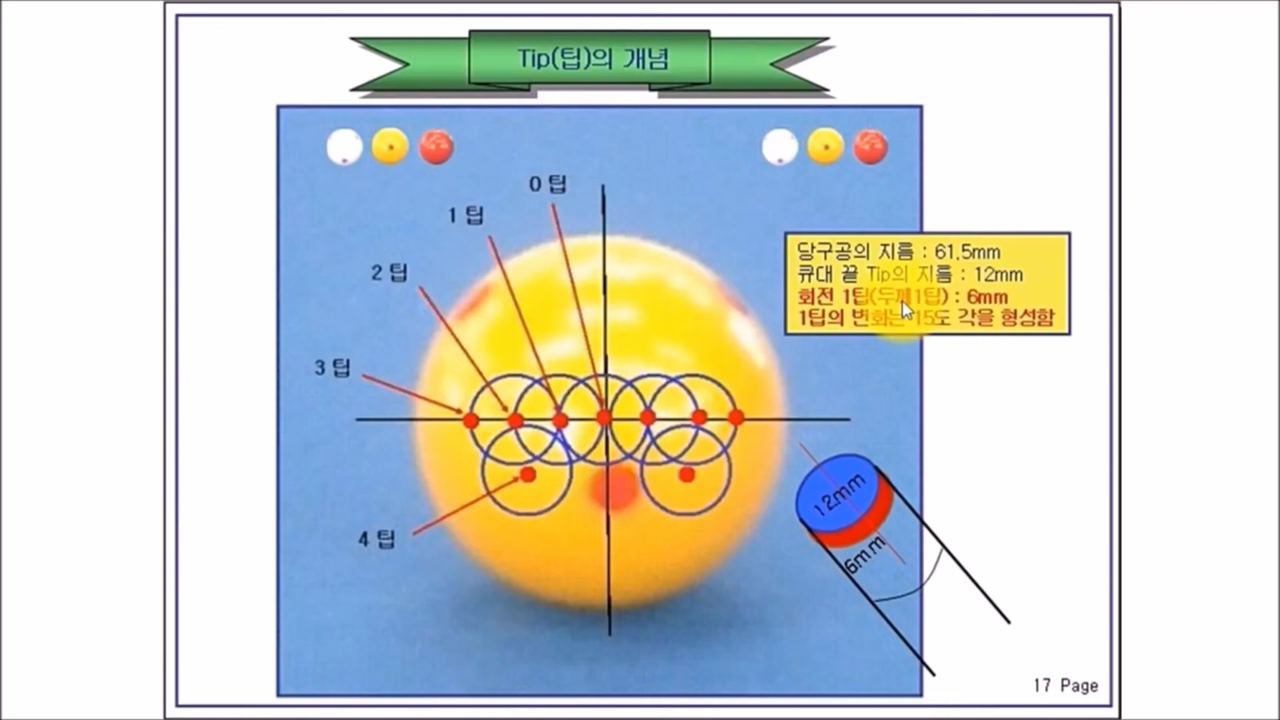 Tip(팁)의 개념
0 팁
1 팁
2 팁
3 팁
4 팁
당구공의 지름 : 61.5mm
큐대 끝 Tip의 지름 : 12mm
회전 1팁(두께1팁) : 6mm
1팁의 변화는 15도 각을 형성함
12mm
6mm
17 Page